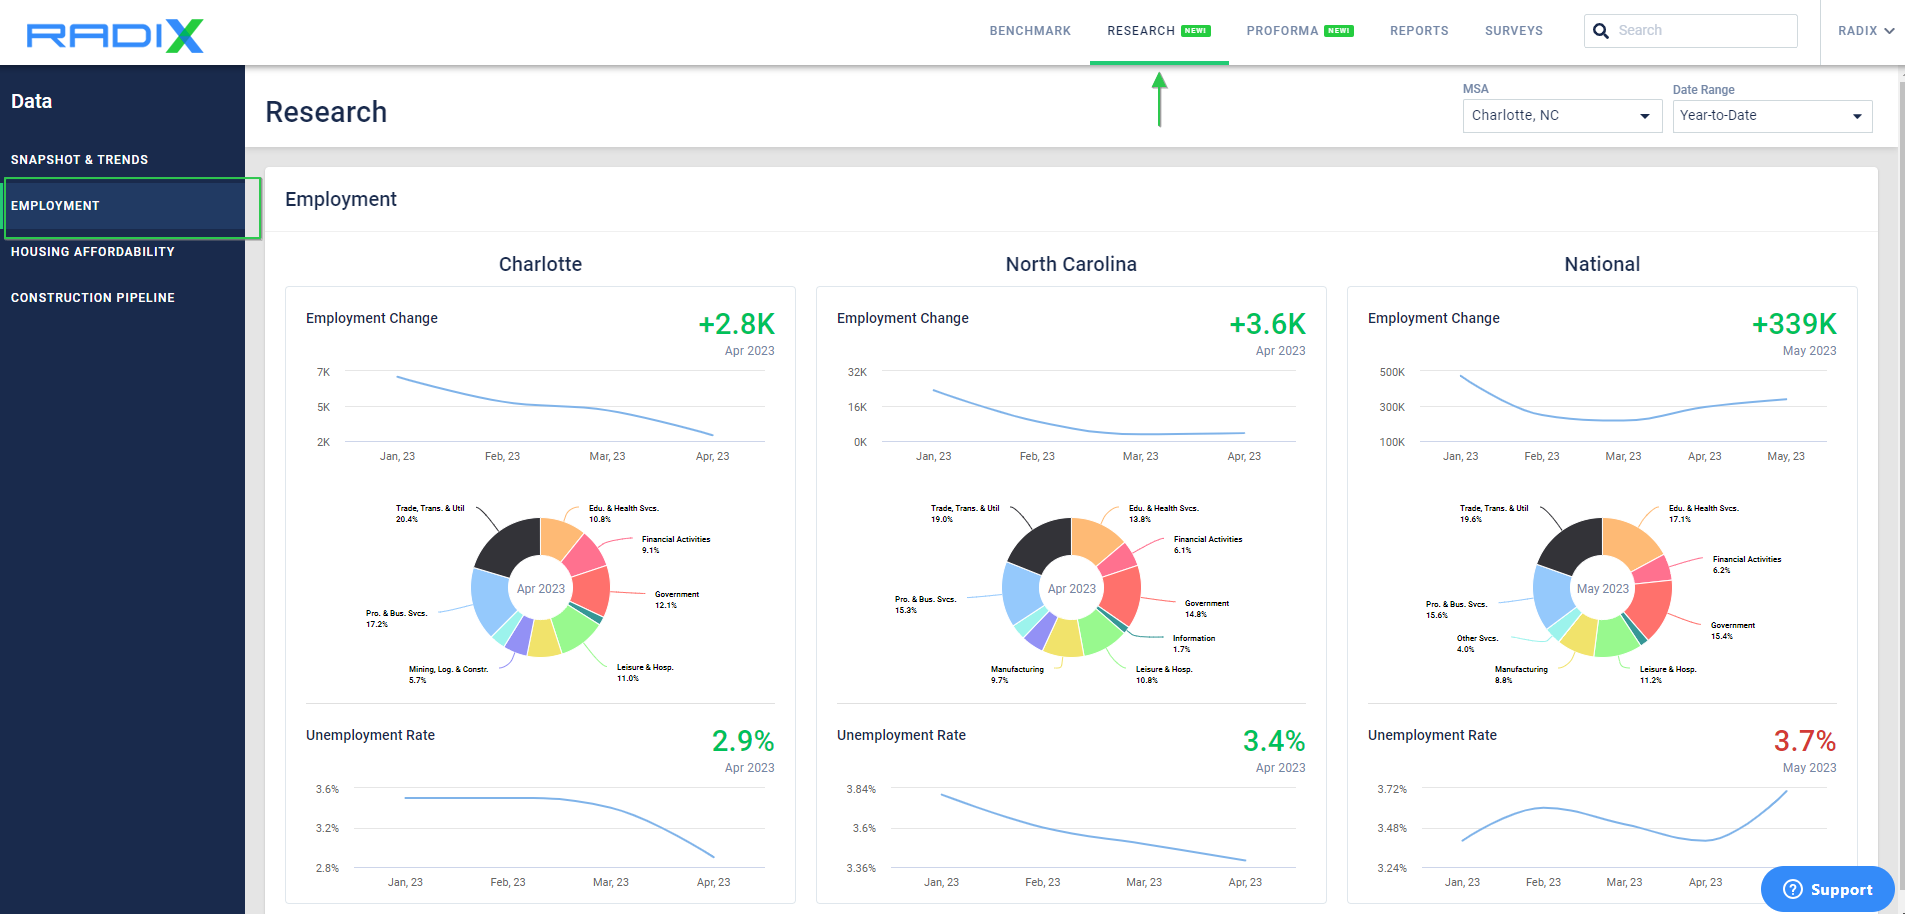 RADIX
BENCHMARK
RESEARCH NEW!
PROFORMA NEW!
REPORTS
SURVEYS
Search
RADIX
Data
SNAPSHOT & TRENDS
EMPLOYMENT
HOUSING AFFORDABILITY
CONSTRUCTION PIPELINE
Research
MSA
Charlotte, NC
Date Range
Year-to-Date
Employment
Charlotte
Employment Change
+2.8K
Apr 2023
7K
5K
2K
Jan, 23 Feb, 23 Mar, 23 Apr, 23
Trade, Trans. & Util
20.4%
Edu. & Health Svcs.
10.8%
Financial Activities
9.1%
Government
12.1%
Leisure & Hosp.
11.0%
Mining, Log. & Constr.
5.7%
Pro. & Bus. Svcs.
17.2%
Apr 2023
Unemployment Rate
2.9%
Apr 2023
3.6%
3.2%
2.8%
Jan, 23 Feb, 23 Mar, 23 Apr, 23
North Carolina
Employment Change
+3.6K
Apr 2023
32K
16K
0K
Jan, 23 Feb, 23 Mar, 23 Apr, 23
Trade, Trans. & Util
19.0%
Edu. & Health Svcs.
13.8%
Financial Activities
6.1%
Government
14.8%
Information
1.7%
Leisure & Hosp.
10.8%
Manufacturing
9.7%
Pro. & Bus. Svcs.
15.3%
Apr 2023
Unemployment Rate
3.4%
Apr 2023
3.84%
3.6%
3.36%
Jan, 23 Feb, 23 Mar, 23 Apr, 23
National
Employment Change
+339K
May 2023
500K
300K
100K
Jan, 23 Feb, 23 Mar, 23 Apr, 23 May, 23
Trade, Trans. & Util
19.6%
Edu. & Health Svcs.
17.1%
Financial Activities
6.2%
Government
15.4%
Leisure & Hosp.
11.2%
Manufacturing
8.8%
Other Svcs.
4.0%
Pro. & Bus. Svcs.
15.6%
May 2023
Unemployment Rate
3.7%
May 2023
3.72%
3.48%
3.24%
Jan, 23 Feb, 23 Mar, 23 Apr, 23
Support